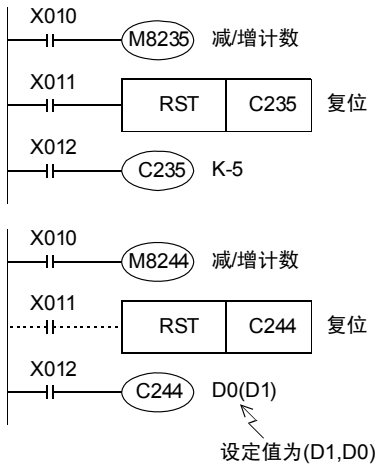 X010
M8235 减/增计数
X011
RST C235 复位
X012
C235 K-5
X010
M8244 减/增计数
X011
RST C244 复位
X012
C244 D0(D1)
设定值为(D1,D0)